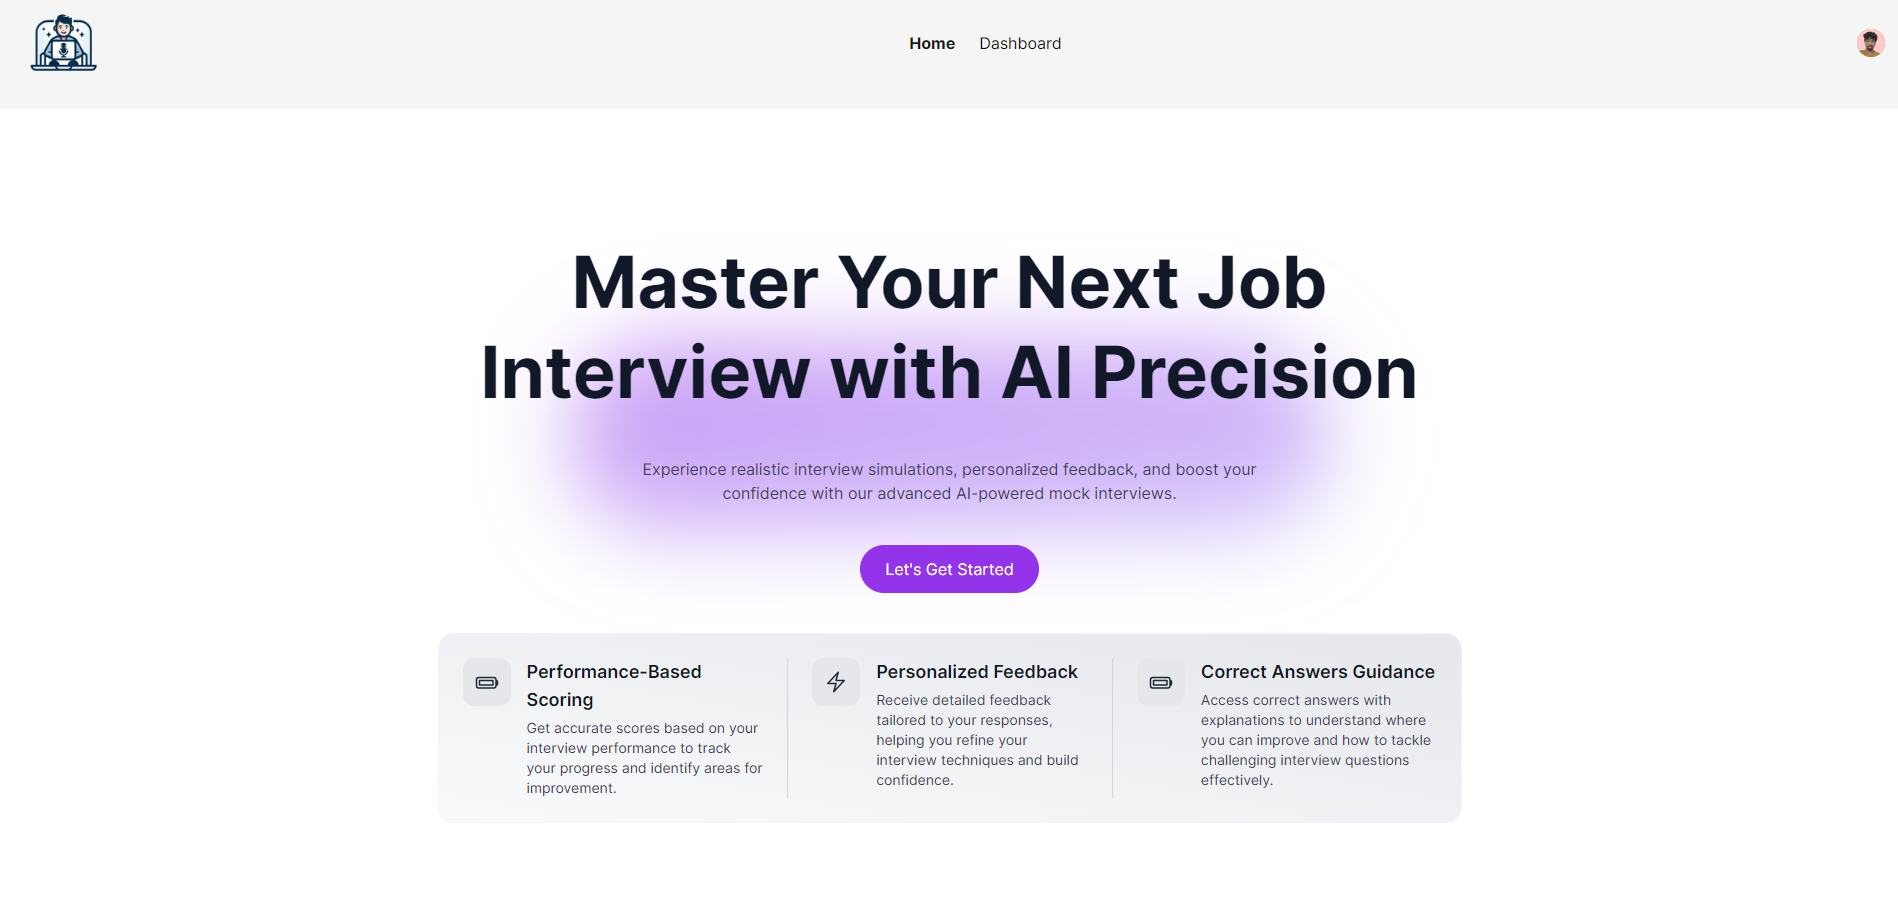 Home Dashboard
Master Your Next Job
Interview with AI Precision
Experience realistic interview simulations, personalized feedback, and boost your
confidence with our advanced AI-powered mock interviews.
Let's Get Started
Performance-Based
Scoring
Get accurate scores based on your
interview performance to track
your progress and identify areas for
improvement.
Personalized Feedback
Receive detailed feedback
tailored to your responses,
helping you refine your
interview techniques and build
confidence.
Correct Answers Guidance
Access correct answers with
explanations to understand where
you can improve and how to tackle
challenging interview questions
effectively.